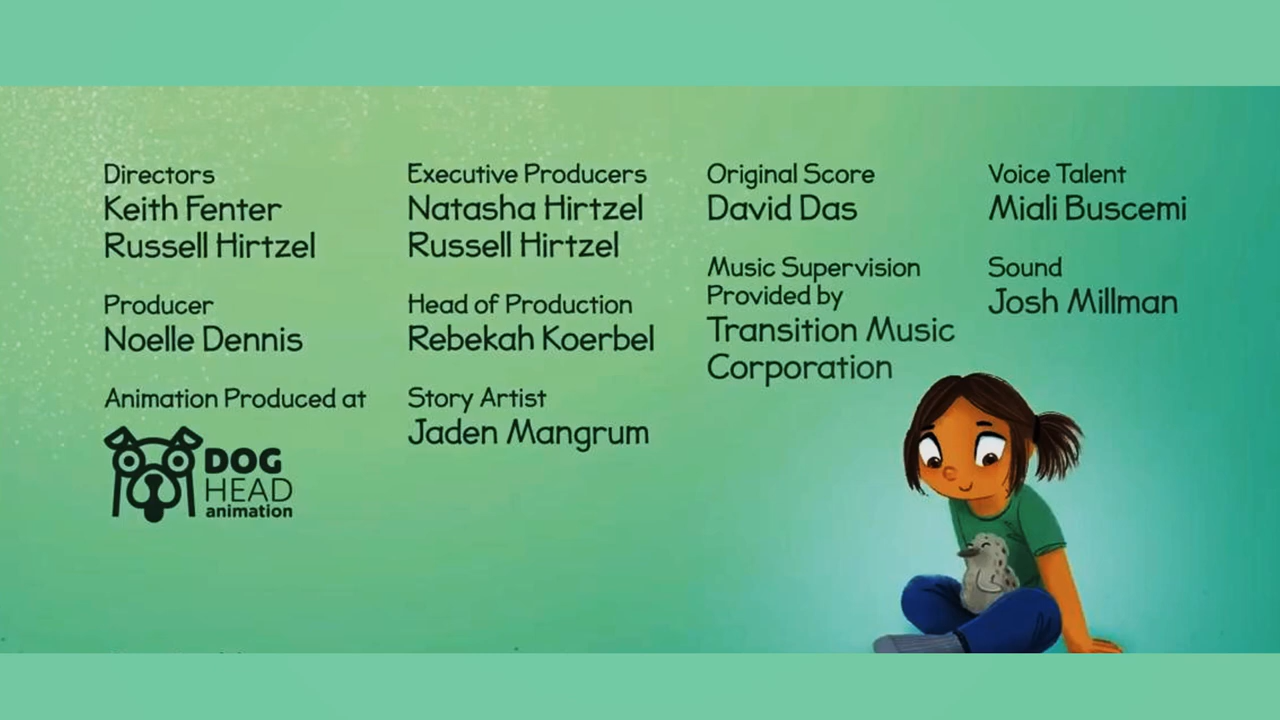 Directors
Keith Fenter
Russell Hirtzel
Producer
Noelle Dennis
Animation Produced at
DOG
HEAD
animation
Executive Producers
Natasha Hirtzel
Russell Hirtzel
Head of Production
Rebekah Koerbel
Story Artist
Jaden Mangrum
Original Score
David Das
Music Supervision
Provided by
Transition Music
Corporation
Voice Talent
Miali Buscemi
Sound
Josh Millman